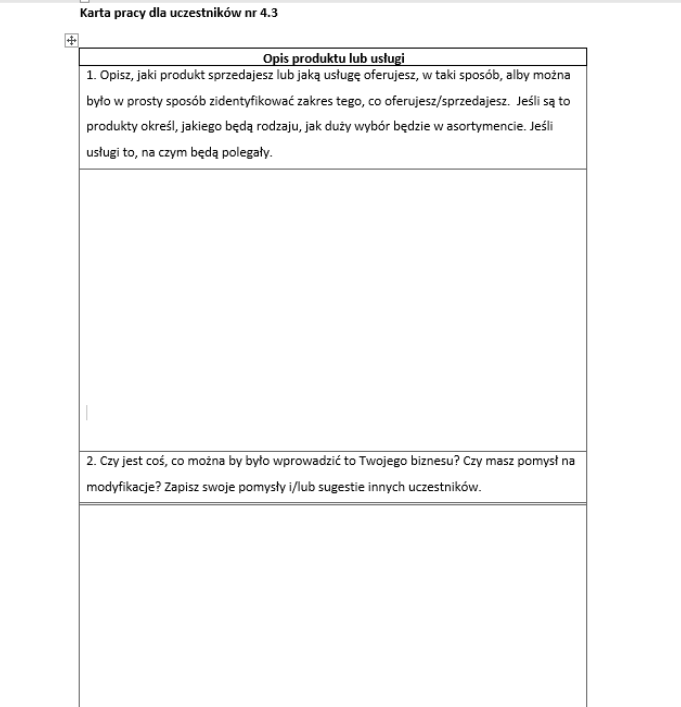 Karta pracy dla uczestników nr 4.3
Opis produktu lub usługi
1. Opisz, jaki produkt sprzedajesz lub jaką usługę oferujesz, w taki sposób, alby można
było w prosty sposób zidentyfikować zakres tego, co oferujesz/sprzedajesz. Jeśli są to
produkty określ, jakiego będą rodzaju, jak duży wybór będzie w asortymencie. Jeśli
usługi to, na czym będą polegały.
2. Czy jest coś, co można by było wprowadzić to Twojego biznesu? Czy masz pomysł na
modyfikacje? Zapisz swoje pomysły i/lub sugestie innych uczestników.